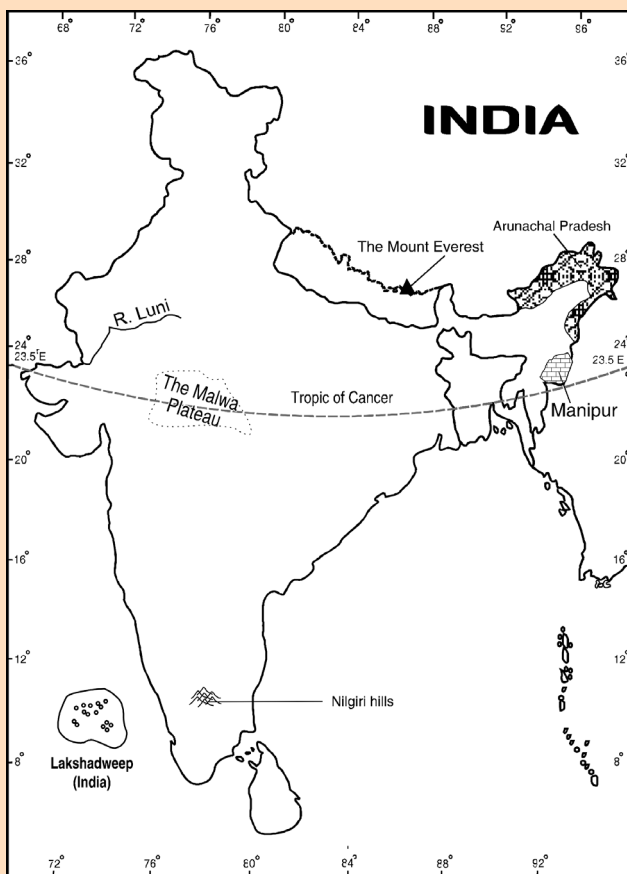 68° 72° 76° 80° 84° 88° 92° 96°
36° 36°
INDIA
32° 32°
Arunachal Pradesh
The Mount Everest
28° 28°
R. Luni
24° 24°
23.5°E 23.5 E
The Malwa
Plateau
Tropic of Cancer
Manipur
20° 20°
16° 16°
12° 12°
Nilgiri hills
Lakshadweep
(India)
8° 8°
72° 76° 80° 84° 88° 92°